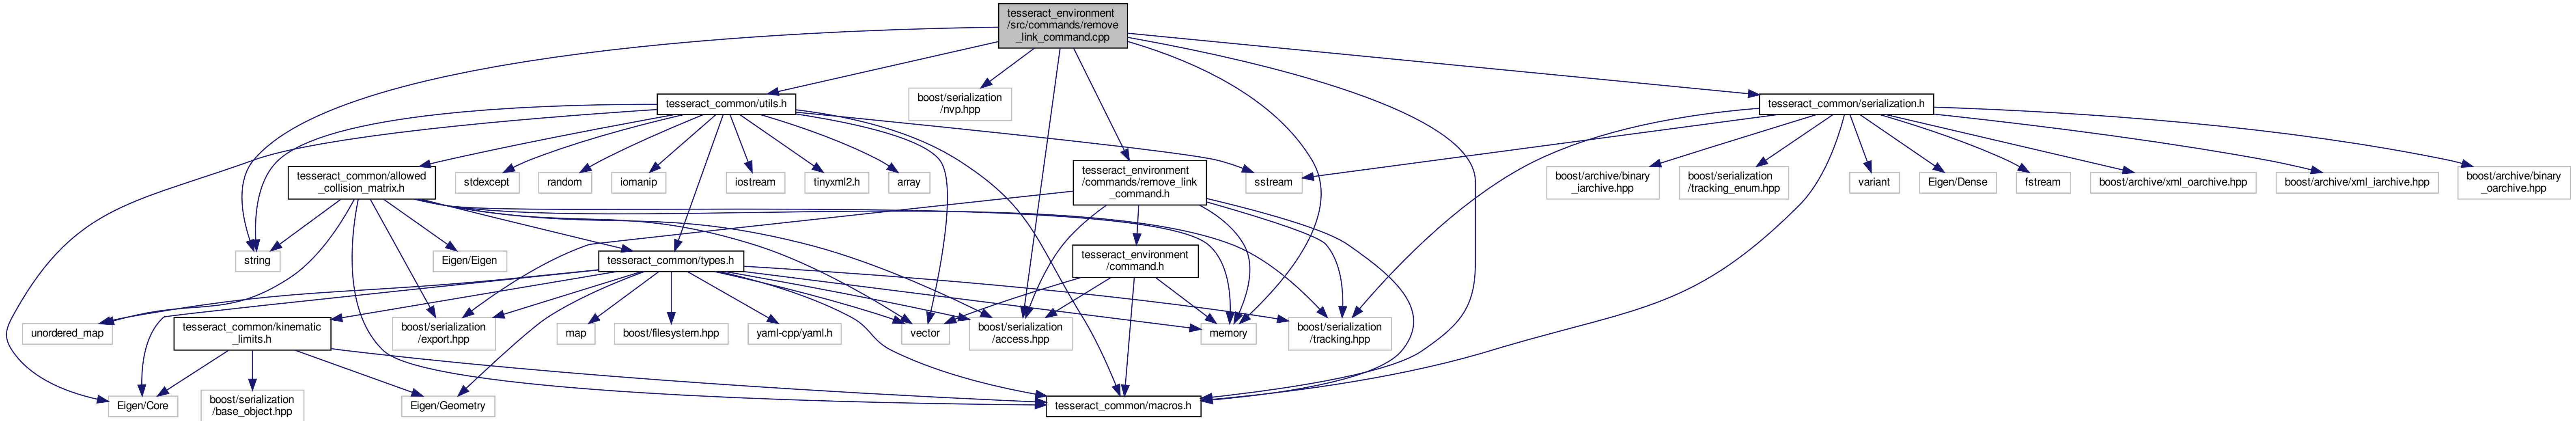 tesseract_environment
/src/commands/remove
_link_command.cpp
tesseract_common/utils.h
boost/serialization
/nvp.hpp
tesseract_common/serialization.h
tesseract_common/allowed
_collision_matrix.h
stdexcept
random
iomanip
iostream
tinyxml2.h
array
tesseract_environment
/commands/remove_link
_command.h
sstream
boost/archive/binary
_iarchive.hpp
boost/serialization
/tracking_enum.hpp
variant
Eigen/Dense
fstream
boost/archive/xml_oarchive.hpp
boost/archive/xml_iarchive.hpp
boost/archive/binary
_oarchive.hpp
string
Eigen/Eigen
tesseract_common/types.h
tesseract_environment
/command.h
unordered_map
tesseract_common/kinematic
_limits.h
boost/serialization
/export.hpp
map
boost/filesystem.hpp
yaml-cpp/yaml.h
vector
boost/serialization
/access.hpp
memory
boost/serialization
/tracking.hpp
Eigen/Core
boost/serialization
/base_object.hpp
Eigen/Geometry
tesseract_common/macros.h